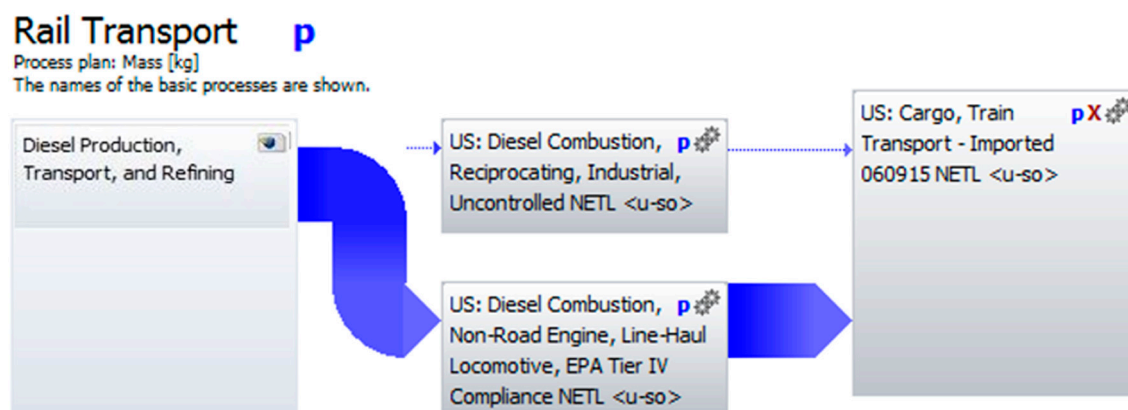 Rail Transport p
Process plan: Mass [kg]
The names of the basic processes are shown.
Diesel Production,
Transport, and Refining
US: Diesel Combustion, p
Reciprocating, Industrial,
Uncontrolled NETL <u-so>
US: Diesel Combustion, p
Non-Road Engine, Line-Haul
Locomotive, EPA Tier IV
Compliance NETL <u-so>
US: Cargo, Train p X
Transport - Imported
060915 NETL <u-so>